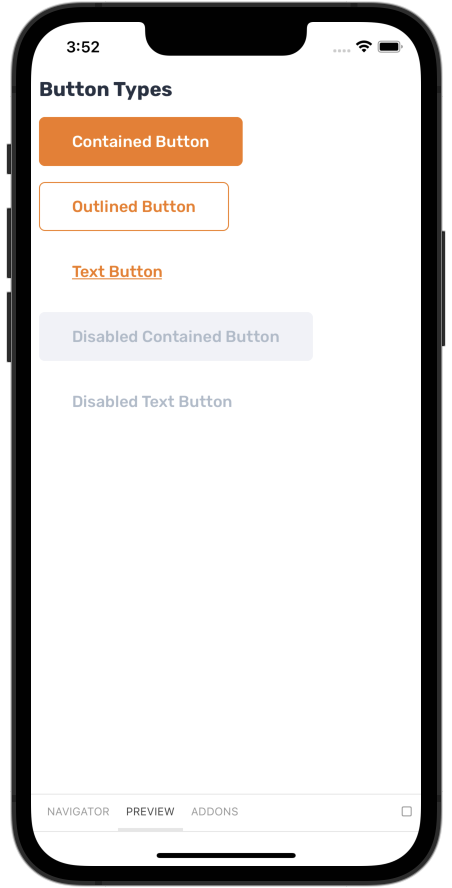 3:52
Button Types
Contained Button
Outlined Button
Text Button
Disabled Contained Button
Disabled Text Button
NAVIGATOR PREVIEW ADDONS